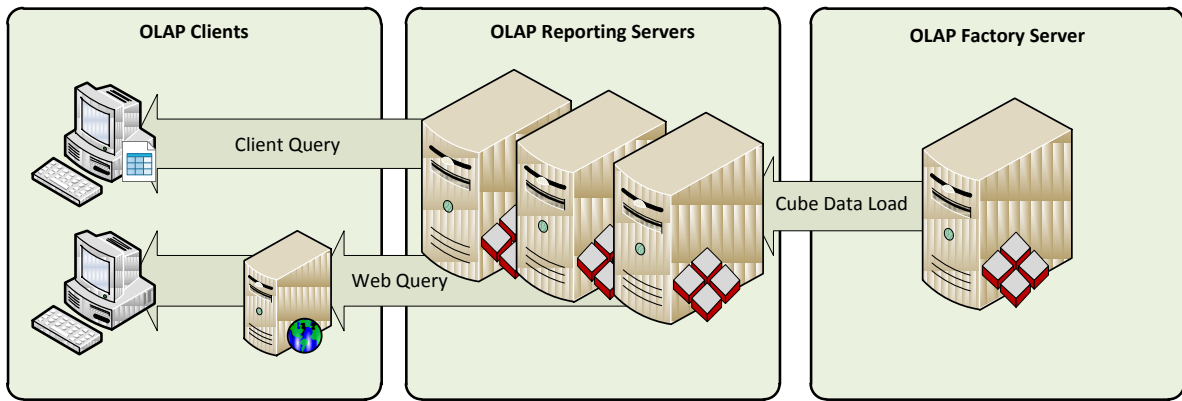 OLAP Clients
OLAP Reporting Servers
OLAP Factory Server
Client Query
Cube Data Load
Web Query